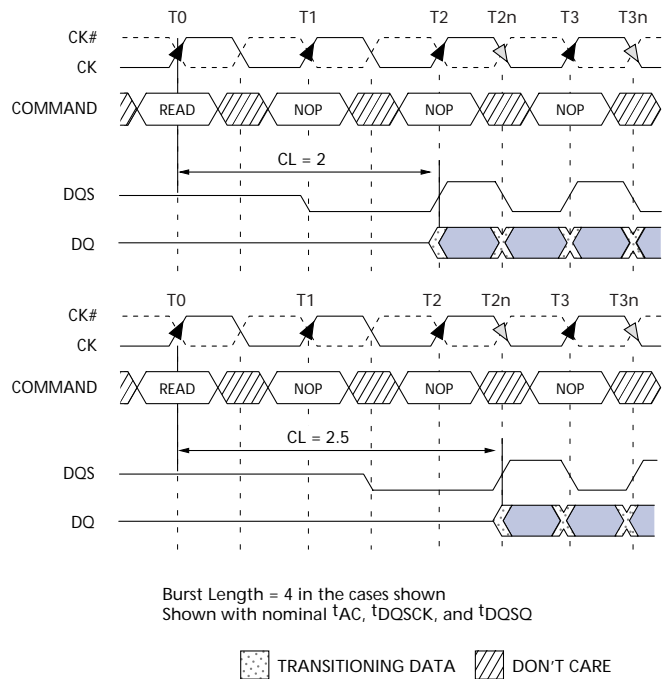 T0 T1 T2 T2n T3 T3n
CK#
CK
COMMAND READ NOP NOP NOP
CL = 2
DQS
DQ
T0 T1 T2 T2n T3 T3n
CK#
CK
COMMAND READ NOP NOP NOP
CL = 2.5
DQS
DQ
Burst Length = 4 in the cases shown
Shown with nominal tAC, tDQSCK, and tDQSQ
TRANSITIONING DATA DON'T CARE